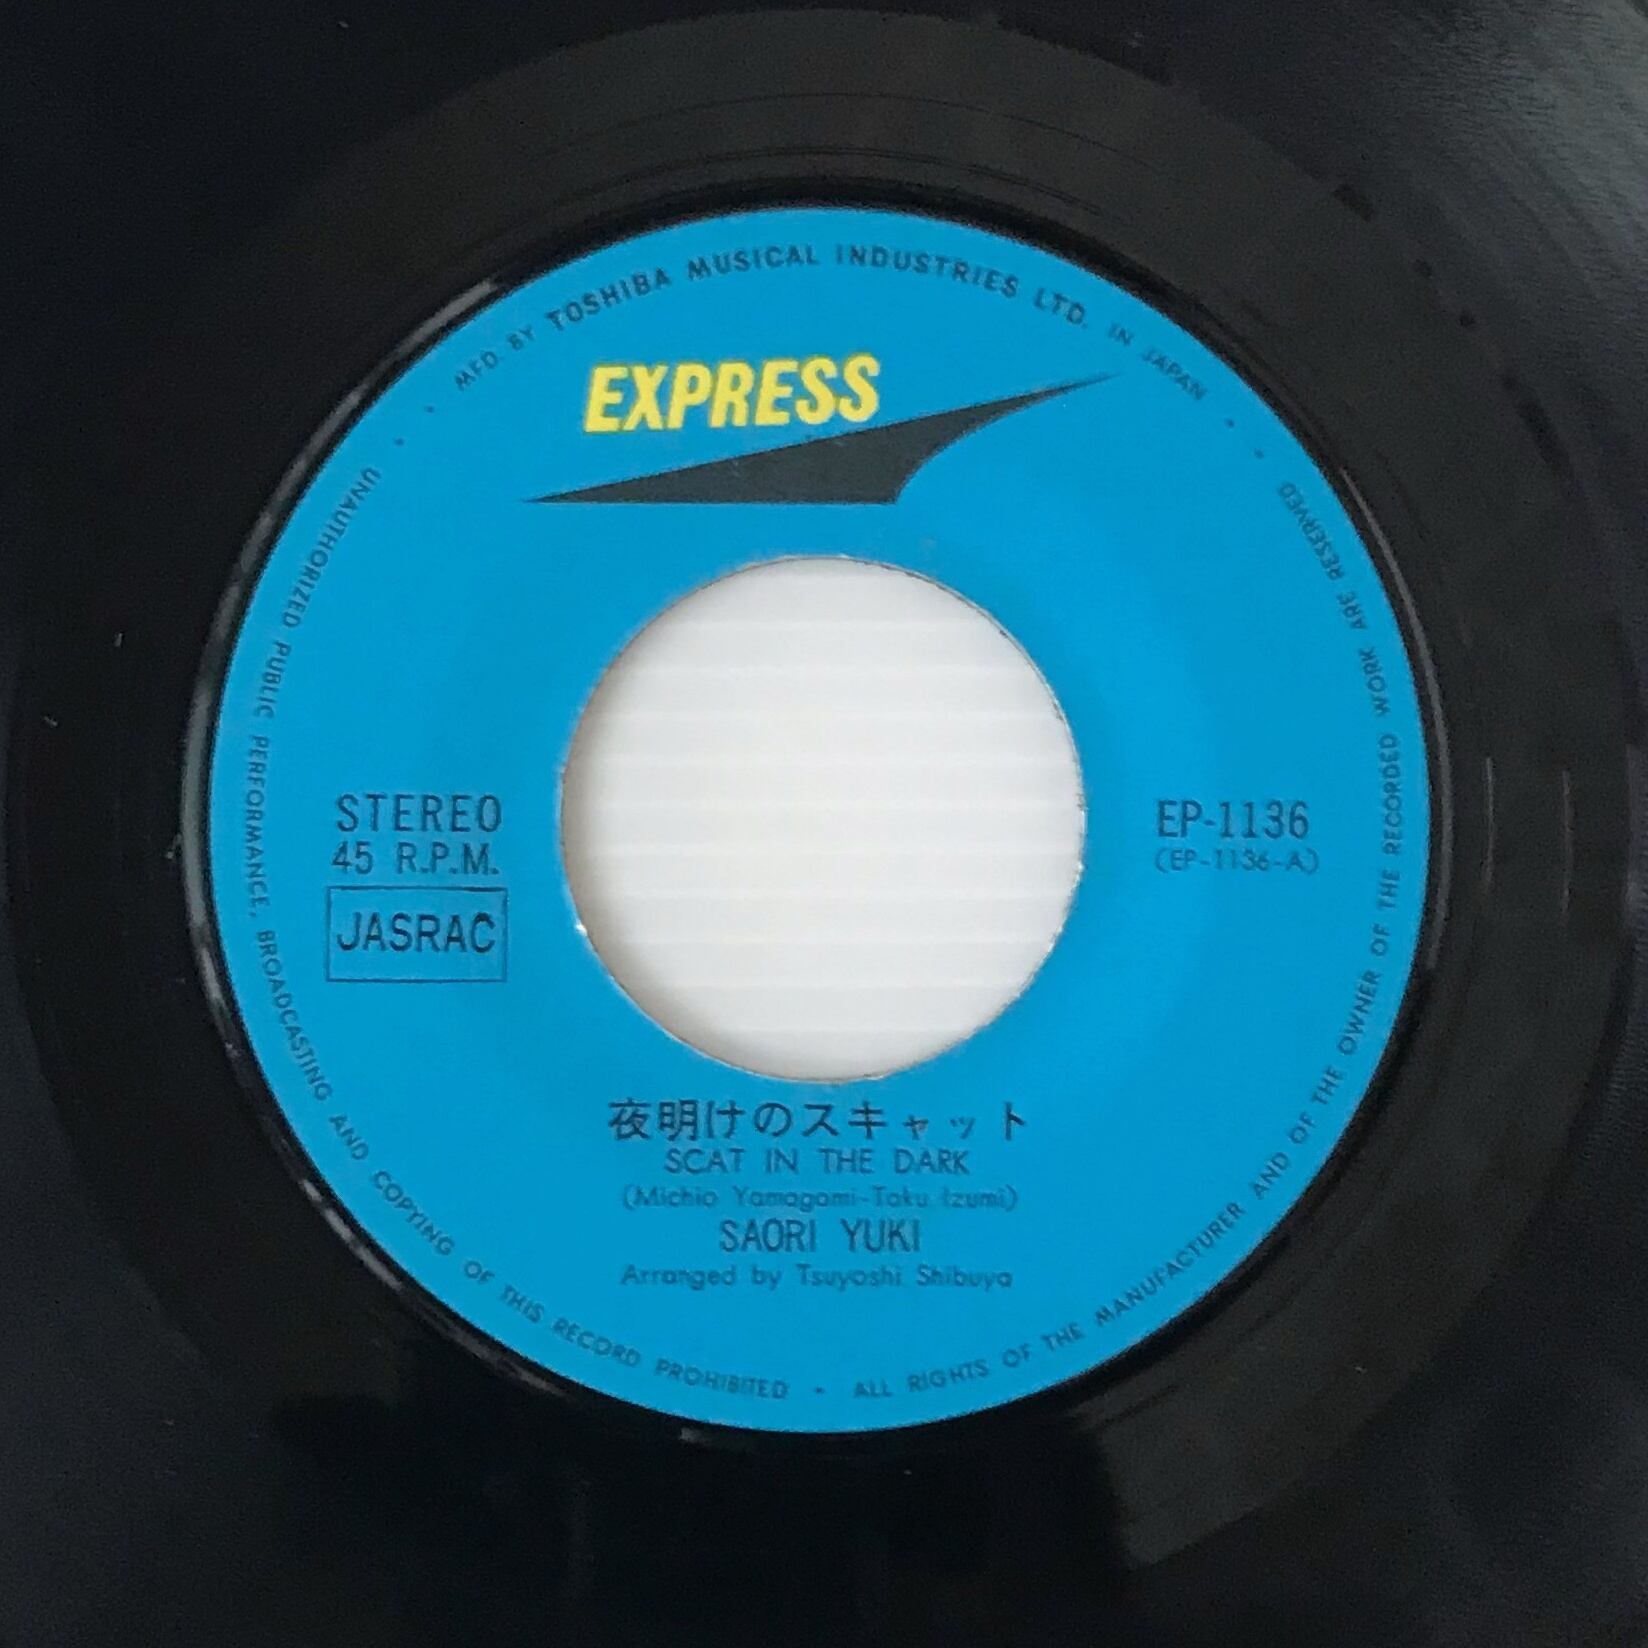 MFD BY TOSHIBA MUSICAL INDUSTRIES LTD. IN JAPAN
EXPRESS
STEREO
45 R.P.M.
JASRAC
EP-1136
(EP-1136-A)
夜明けのスキャット
SCAT IN THE DARK
(Michio Yamagami-Taku Izumi)
SAORI YUKI
Arranged by Tsuyoshi Shibuya
UNAUTHORIZED PUBLIC PERFORMANCE, BROADCASTING AND COPYING OF THIS RECORD PROHIBITED • ALL RIGHTS OF THE MANUFACTURER AND OF THE OWNER OF THE RECORDED WORK ARE RESERVED